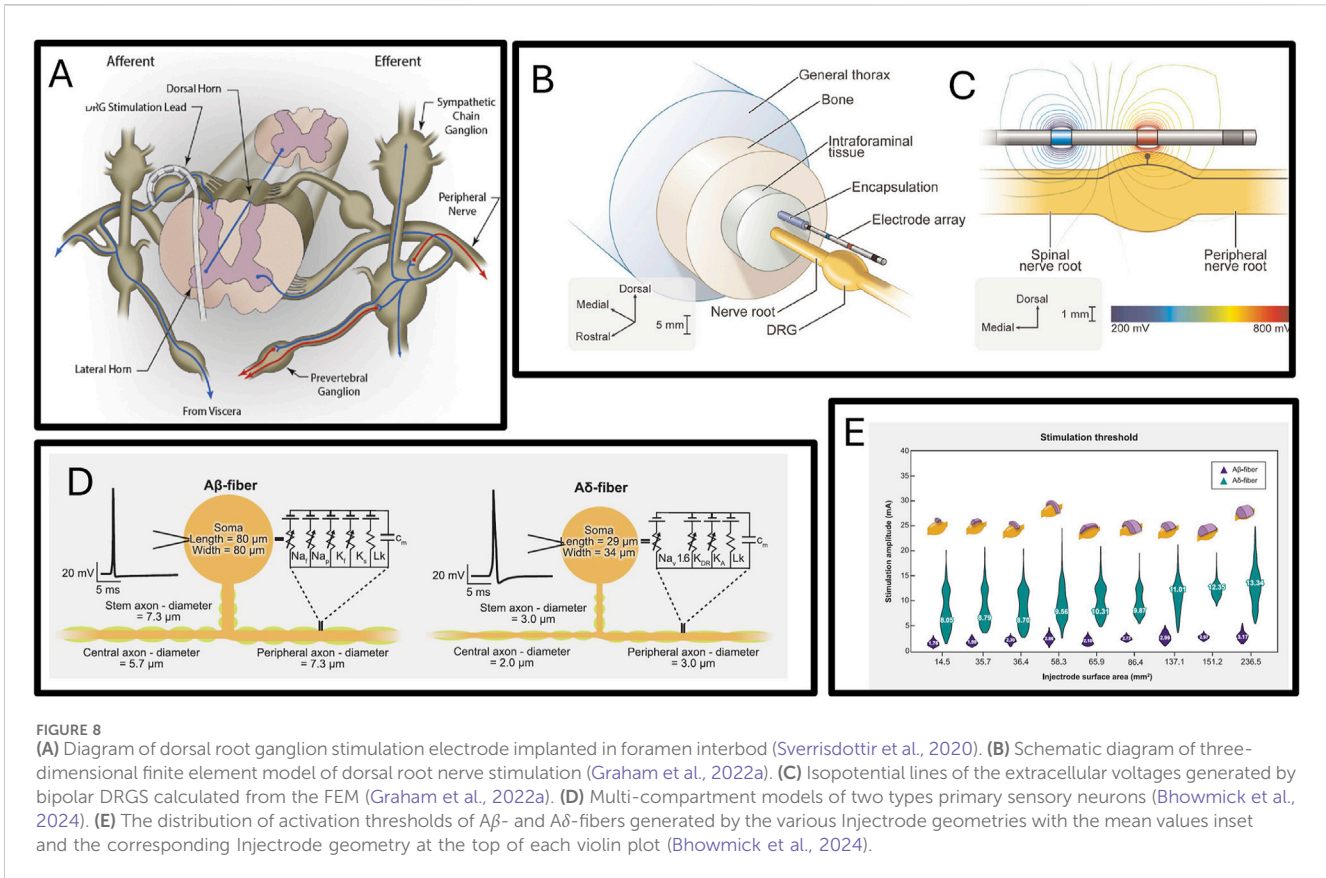 A
Afferent
Efferent
Dorsal Horn
DRG Stimulation Lead
Sympathetic
Chain
Ganglion
Peripheral
Nerve
Lateral Horn
Prevertebral
Ganglion
From Viscera
B
General thorax
Bone
Intraforaminal
tissue
Encapsulation
Electrode array
Dorsal
Medial
Rostral
5 mm
Nerve root
DRG
C
Spinal
nerve root
Peripheral
nerve root
Dorsal
Medial
1 mm
200 mV
800 mV
D
Aβ-fiber
Soma
Length = 80 µm
Width = 80 µm
Naf
Nap
Kf
Ks
Lk
cm
20 mV
5 ms
Stem axon - diameter
= 7.3 µm
Central axon - diameter
= 5.7 µm
Peripheral axon - diameter
= 7.3 µm
Aδ-fiber
Soma
Length = 29 µm
Width = 34 µm
Nav1.6
KDR
KA
Lk
cm
20 mV
5 ms
Stem axon - diameter
= 3.0 µm
Central axon - diameter
= 2.0 µm
Peripheral axon - diameter
= 3.0 µm
E
Stimulation threshold
Aβ-fiber
Aδ-fiber
Stimulation amplitude (mA)
40
35
30
25
20
15
10
5
0
8.05
8.79
8.70
9.56
10.31
9.87
11.01
12.35
13.34
2.99
3.17
14.5 35.7 36.4 58.3 65.9 86.4 137.1 151.2 236.5
Injectrode surface area (mm²)
FIGURE 8
(A) Diagram of dorsal root ganglion stimulation electrode implanted in foramen interbod (Sverrisdottir et al., 2020). (B) Schematic diagram of three-
dimensional finite element model of dorsal root nerve stimulation (Graham et al., 2022a). (C) Isopotential lines of the extracellular voltages generated by
bipolar DRGS calculated from the FEM (Graham et al., 2022a). (D) Multi-compartment models of two types primary sensory neurons (Bhowmick et al.,
2024). (E) The distribution of activation thresholds of Aβ- and Aδ-fibers generated by the various Injectrode geometries with the mean values inset
and the corresponding Injectrode geometry at the top of each violin plot (Bhowmick et al., 2024).